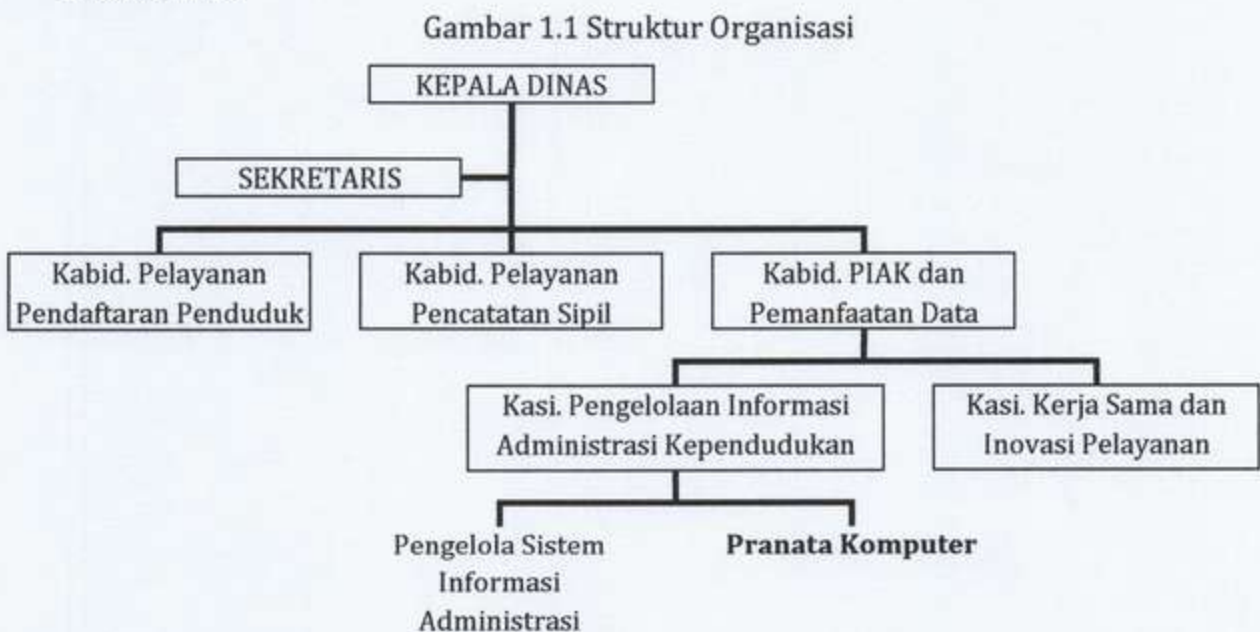 Gambar 1.1 Struktur Organisasi
KEPALA DINAS
SEKRETARIS
Kabid. Pelayanan
Pendaftaran Penduduk
Kabid. Pelayanan
Pencatatan Sipil
Kabid. PIAK dan
Pemanfaatan Data
Kasi. Pengelolaan Informasi
Administrasi Kependudukan
Kasi. Kerja Sama dan
Inovasi Pelayanan
Pengelola Sistem
Informasi
Administrasi
Pranata Komputer